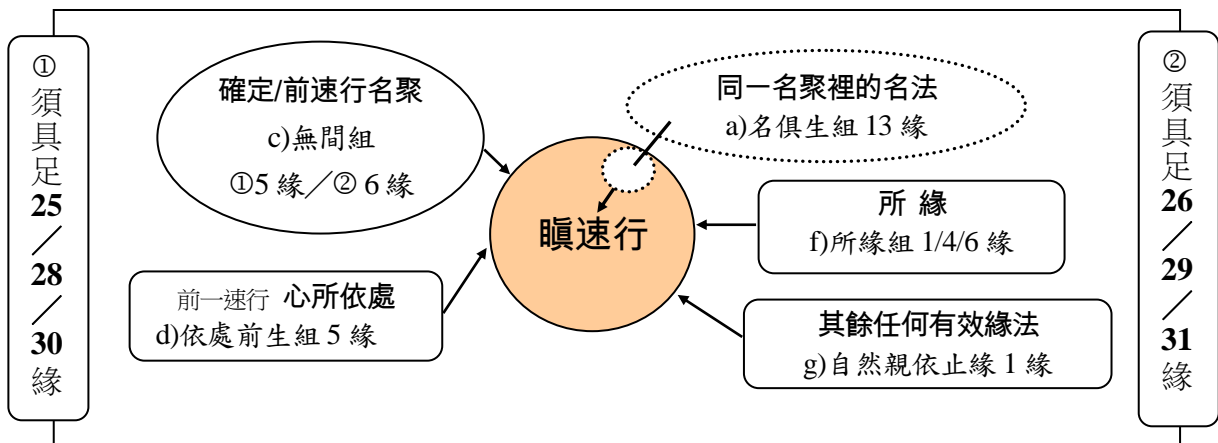 ①
須
具
足
25
／
28
／
30
緣
確定/前速行名聚
c)無間組
①5 緣／② 6 緣
同一名聚裡的名法
a)名俱生組 13 緣
瞋速行
所 緣
f)所緣組 1/4/6 緣
前一速行 心所依處
d)依處前生組 5 緣
其餘任何有效緣法
g)自然親依止緣 1 緣
②
須
具
足
26
／
29
／
31
緣